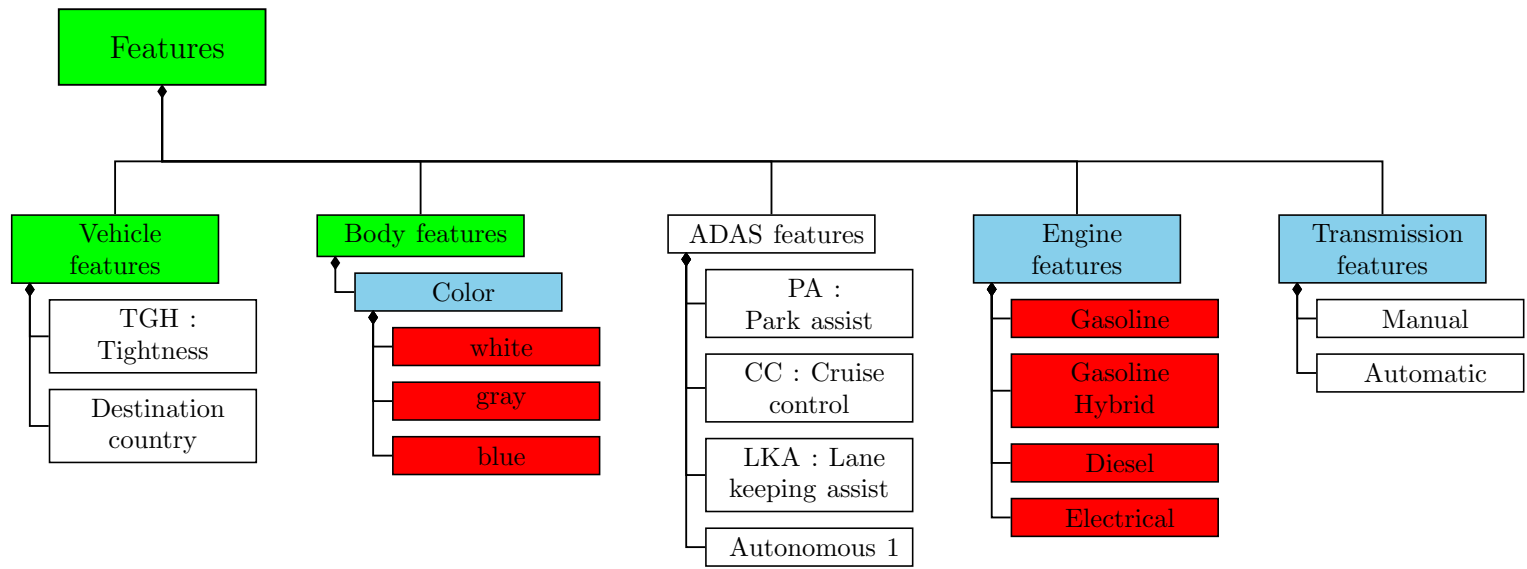 Features
Vehicle
features
TGH :
Tightness
Destination
country
Body features
Color
white
gray
blue
ADAS features
PA :
Park assist
CC : Cruise
control
LKA : Lane
keeping assist
Autonomous 1
Engine
features
Gasoline
Gasoline
Hybrid
Diesel
Electrical
Transmission
features
Manual
Automatic